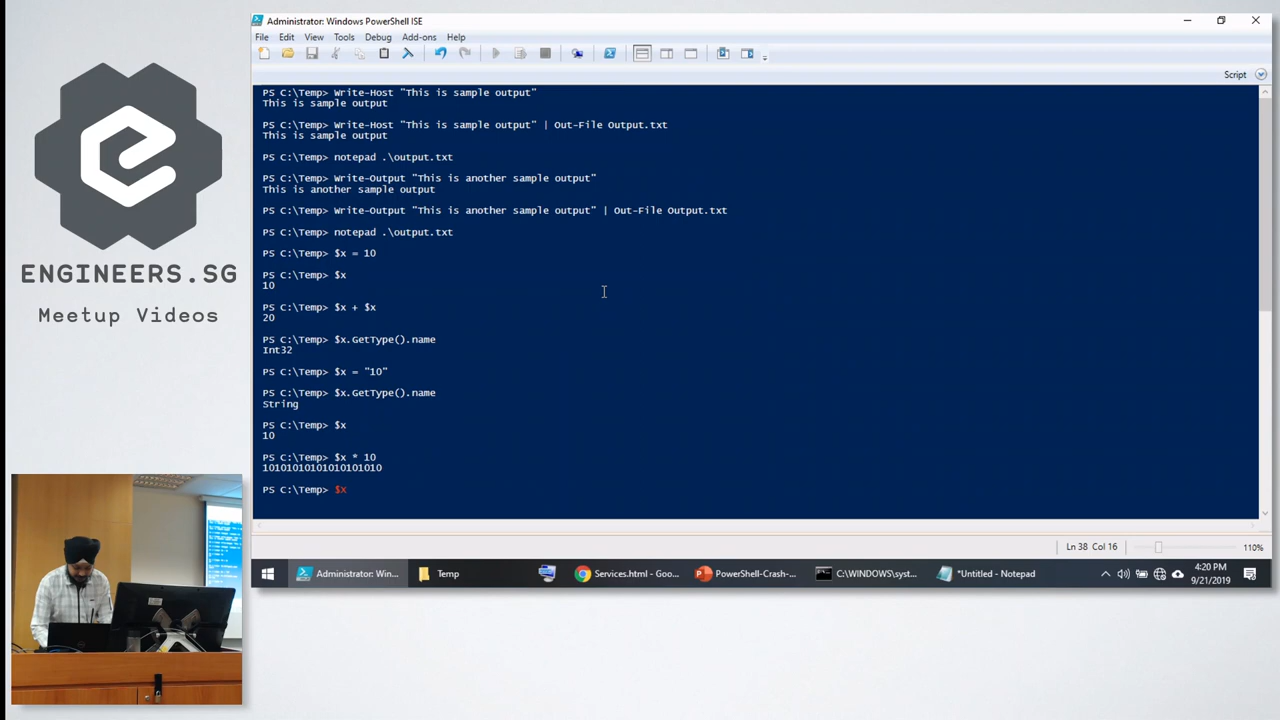 ENGINEERS.SG
Meetup Videos
Administrator: Windows PowerShell ISE
File Edit View Tools Debug Add-ons Help
Script
PS C:\Temp> Write-Host "This is sample output"
This is sample output
PS C:\Temp> Write-Host "This is sample output" | Out-File Output.txt
This is sample output
PS C:\Temp> notepad .\output.txt
PS C:\Temp> Write-Output "This is another sample output"
This is another sample output
PS C:\Temp> Write-Output "This is another sample output" | Out-File Output.txt
PS C:\Temp> notepad .\output.txt
PS C:\Temp> $x = 10
PS C:\Temp> $x
10
PS C:\Temp> $x + $x
20
PS C:\Temp> $x.GetType().name
Int32
PS C:\Temp> $x = "10"
PS C:\Temp> $x.GetType().name
String
PS C:\Temp> $x
10
PS C:\Temp> $x * 10
10101010101010101010
PS C:\Temp> $x
Ln 38 Col 16
110%
Administrator: Win...
Temp
Services.html - Goo...
PowerShell-Crash-...
C:\WINDOWS\syst...
*Untitled - Notepad
4:20 PM
9/21/2019